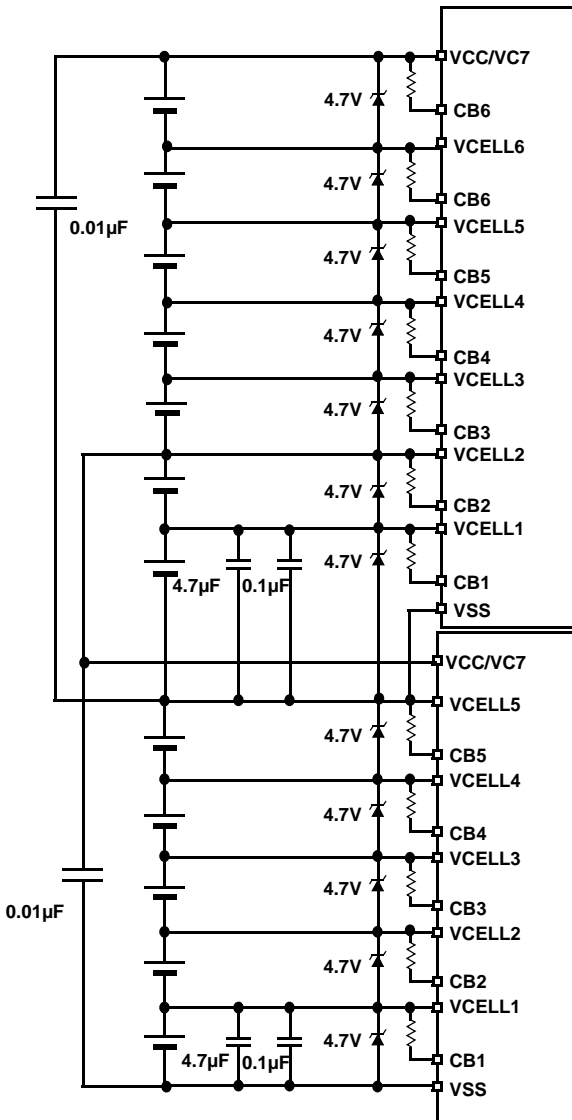 VCC/VC7
4.7V
CB6
VCELL6
4.7V
CB6
0.01µF
VCELL5
4.7V
CB5
VCELL4
4.7V
CB4
VCELL3
4.7V
CB3
VCELL2
4.7V
CB2
VCELL1
4.7µF 0.1µF 4.7V
CB1
VSS
VCC/VC7
VCELL5
4.7V
CB5
VCELL4
4.7V
CB4
VCELL3
4.7V
CB3
0.01µF
VCELL2
4.7V
CB2
VCELL1
4.7µF 0.1µF 4.7V
CB1
VSS